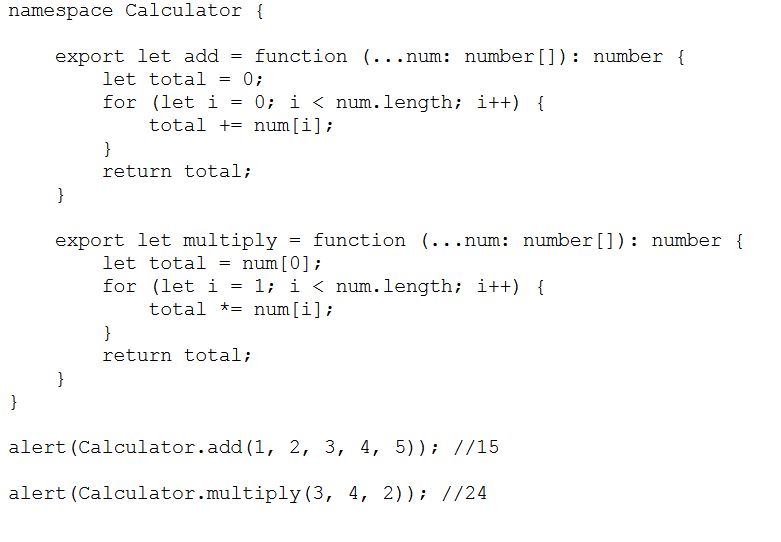 namespace Calculator {
export let add = function (...num: number[]): number {
let total = 0;
for (let i = 0; i < num.length; i++) {
total += num[i];
}
return total;
}
export let multiply = function (...num: number[]): number {
let total = num[0];
for (let i = 1; i < num.length; i++) {
total *= num[i];
}
return total;
}
}
alert(Calculator.add(1, 2, 3, 4, 5)); //15
alert(Calculator.multiply(3, 4, 2)); //24